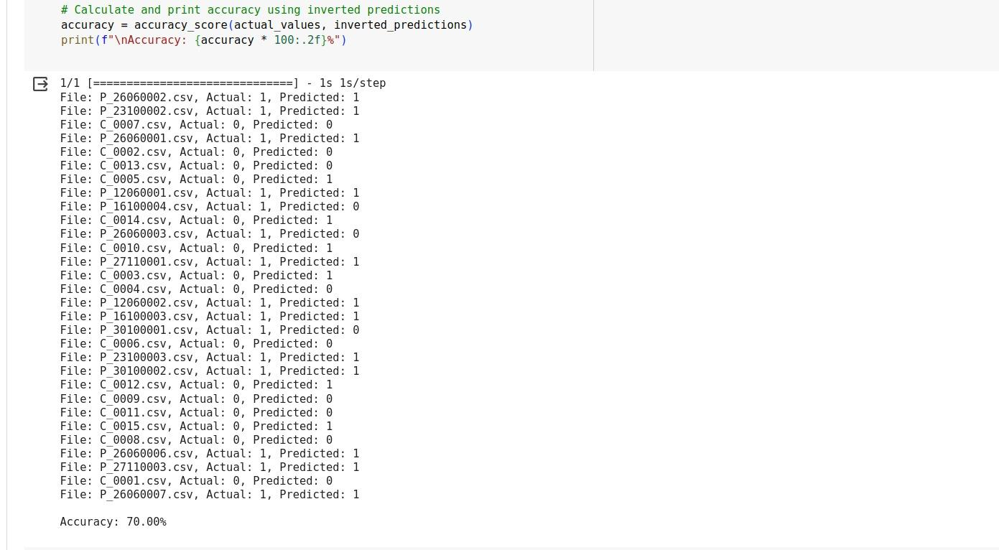 # Calculate and print accuracy using inverted predictions
accuracy = accuracy_score(actual_values, inverted_predictions)
print(f"\nAccuracy: {accuracy * 100:.2f}%")
1/1 [==============================] - 1s 1s/step
File: P_26060002.csv, Actual: 1, Predicted: 1
File: P_23100002.csv, Actual: 1, Predicted: 1
File: C_0007.csv, Actual: 0, Predicted: 0
File: P_26060001.csv, Actual: 1, Predicted: 1
File: C_0002.csv, Actual: 0, Predicted: 0
File: C_0013.csv, Actual: 0, Predicted: 0
File: C_0005.csv, Actual: 0, Predicted: 1
File: P_12060001.csv, Actual: 1, Predicted: 1
File: P_16100004.csv, Actual: 1, Predicted: 0
File: C_0014.csv, Actual: 0, Predicted: 1
File: P_26060003.csv, Actual: 1, Predicted: 0
File: C_0010.csv, Actual: 0, Predicted: 1
File: P_27110001.csv, Actual: 1, Predicted: 1
File: C_0003.csv, Actual: 0, Predicted: 1
File: C_0004.csv, Actual: 0, Predicted: 0
File: P_12060002.csv, Actual: 1, Predicted: 1
File: P_16100003.csv, Actual: 1, Predicted: 1
File: P_30100001.csv, Actual: 1, Predicted: 0
File: C_0006.csv, Actual: 0, Predicted: 0
File: P_23100003.csv, Actual: 1, Predicted: 1
File: P_30100002.csv, Actual: 1, Predicted: 1
File: C_0012.csv, Actual: 0, Predicted: 1
File: C_0009.csv, Actual: 0, Predicted: 0
File: C_0011.csv, Actual: 0, Predicted: 0
File: C_0015.csv, Actual: 0, Predicted: 1
File: C_0008.csv, Actual: 0, Predicted: 0
File: P_26060006.csv, Actual: 1, Predicted: 1
File: P_27110003.csv, Actual: 1, Predicted: 1
File: C_0001.csv, Actual: 0, Predicted: 0
File: P_26060007.csv, Actual: 1, Predicted: 1
Accuracy: 70.00%